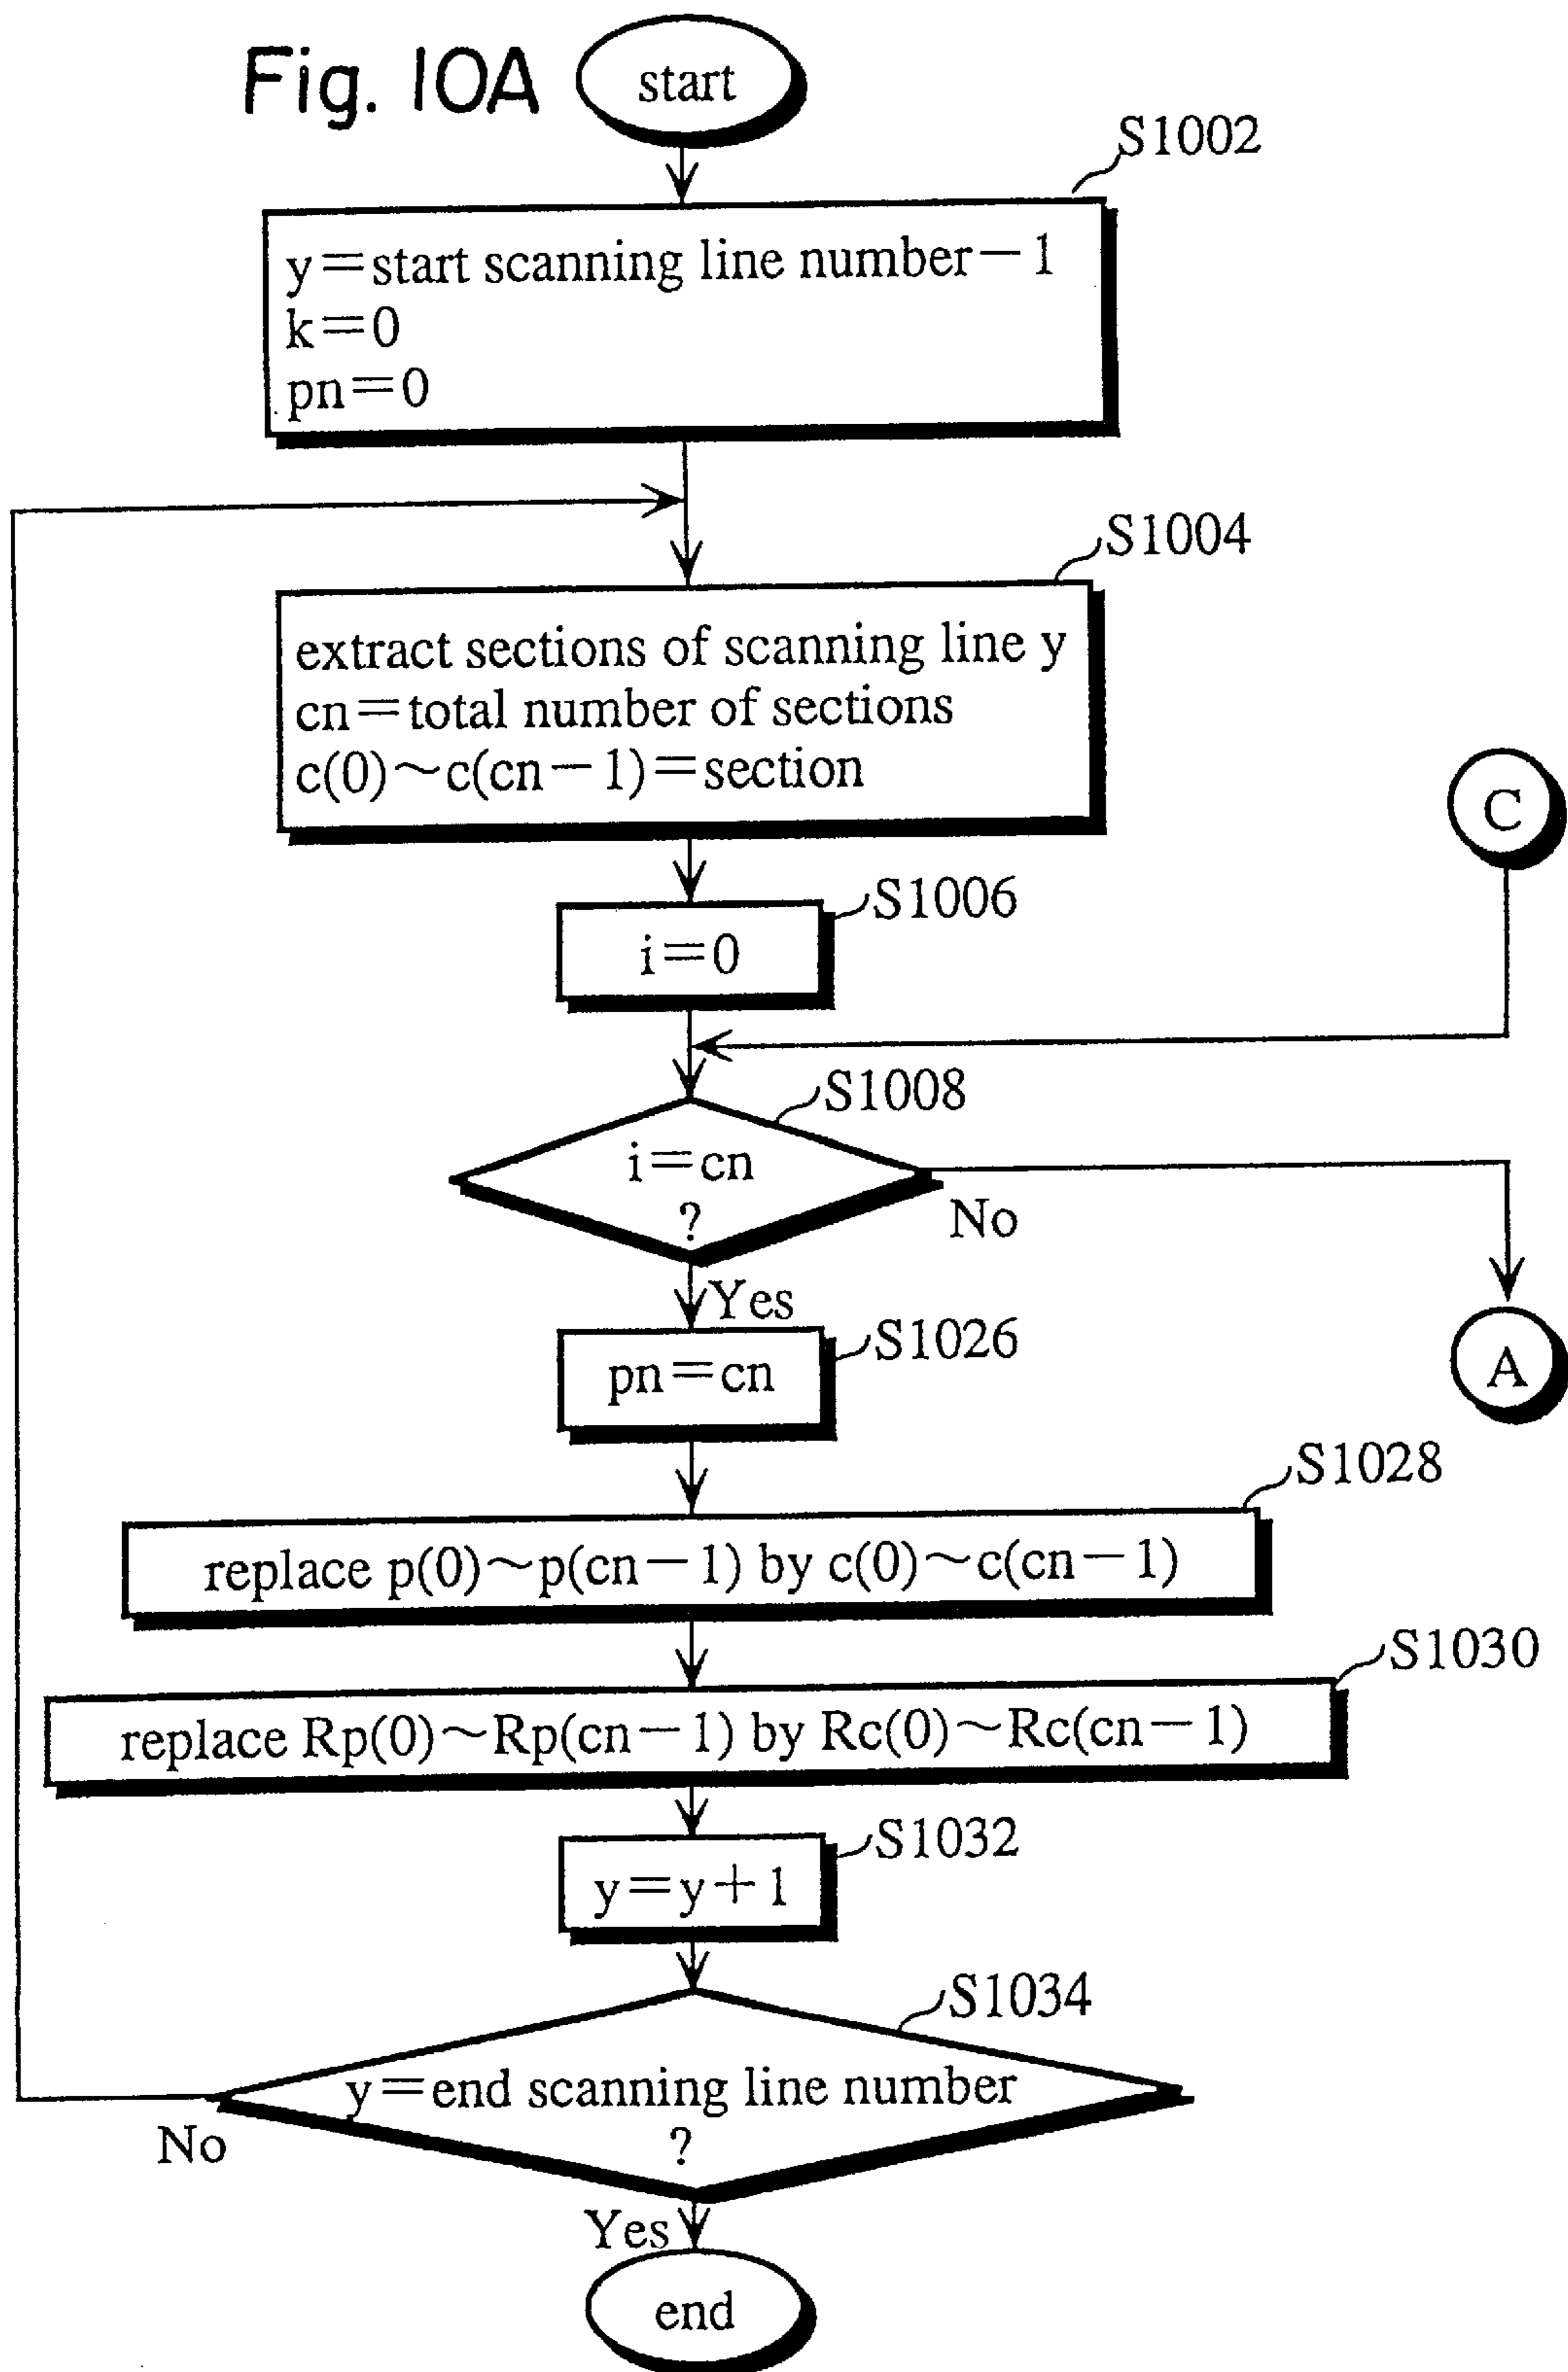 Fig. 10A
start
S1002
y=start scanning line number-1
k=0
pn=0
S1004
extract sections of scanning line y
cn=total number of sections
c(0)~c(cn-1)=section
C
S1006
i=0
S1008
i=cn
?
No
Yes
A
S1026
pn=cn
S1028
replace p(0)~p(cn-1) by c(0)~c(cn-1)
S1030
replace Rp(0)~Rp(cn-1) by Rc(0)~Rc(cn-1)
S1032
y=y+1
S1034
y=end scanning line number
?
No
Yes
end